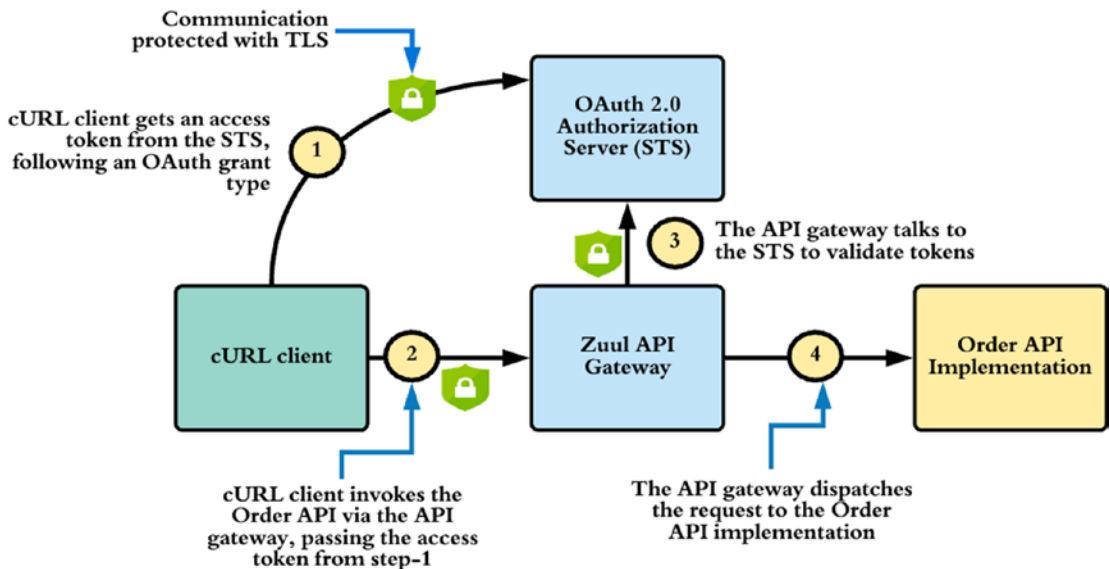 Communication
protected with TLS
cURL client gets an access
token from the STS,
following an OAuth grant
type
1
OAuth 2.0
Authorization
Server (STS)
3
The API gateway talks to
the STS to validate tokens
cURL client
2
Zuul API
Gateway
4
Order API
Implementation
cURL client invokes the
Order API via the API
gateway, passing the access
token from step-1
The API gateway dispatches
the request to the Order
API implementation